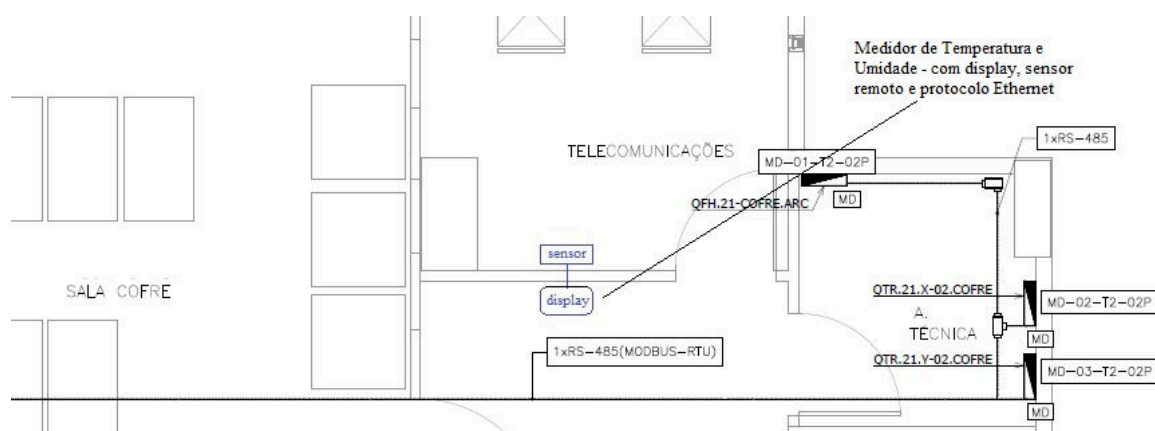 Medidor de Temperatura e
Umidade - com display, sensor
remoto e protocolo Ethernet
1xRS-485
TELECOMUNICAÇÕES
MD-01-T2-02P
QFH.21-COFRE.ARC
MD
sensor
display
SALA COFRE
QTR.21.X-02.COFRE
MD-02-T2-02P
A.
TÉCNICA
MD
1xRS-485(MODBUS-RTU)
QTR.21.Y-02.COFRE
MD-03-T2-02P
MD